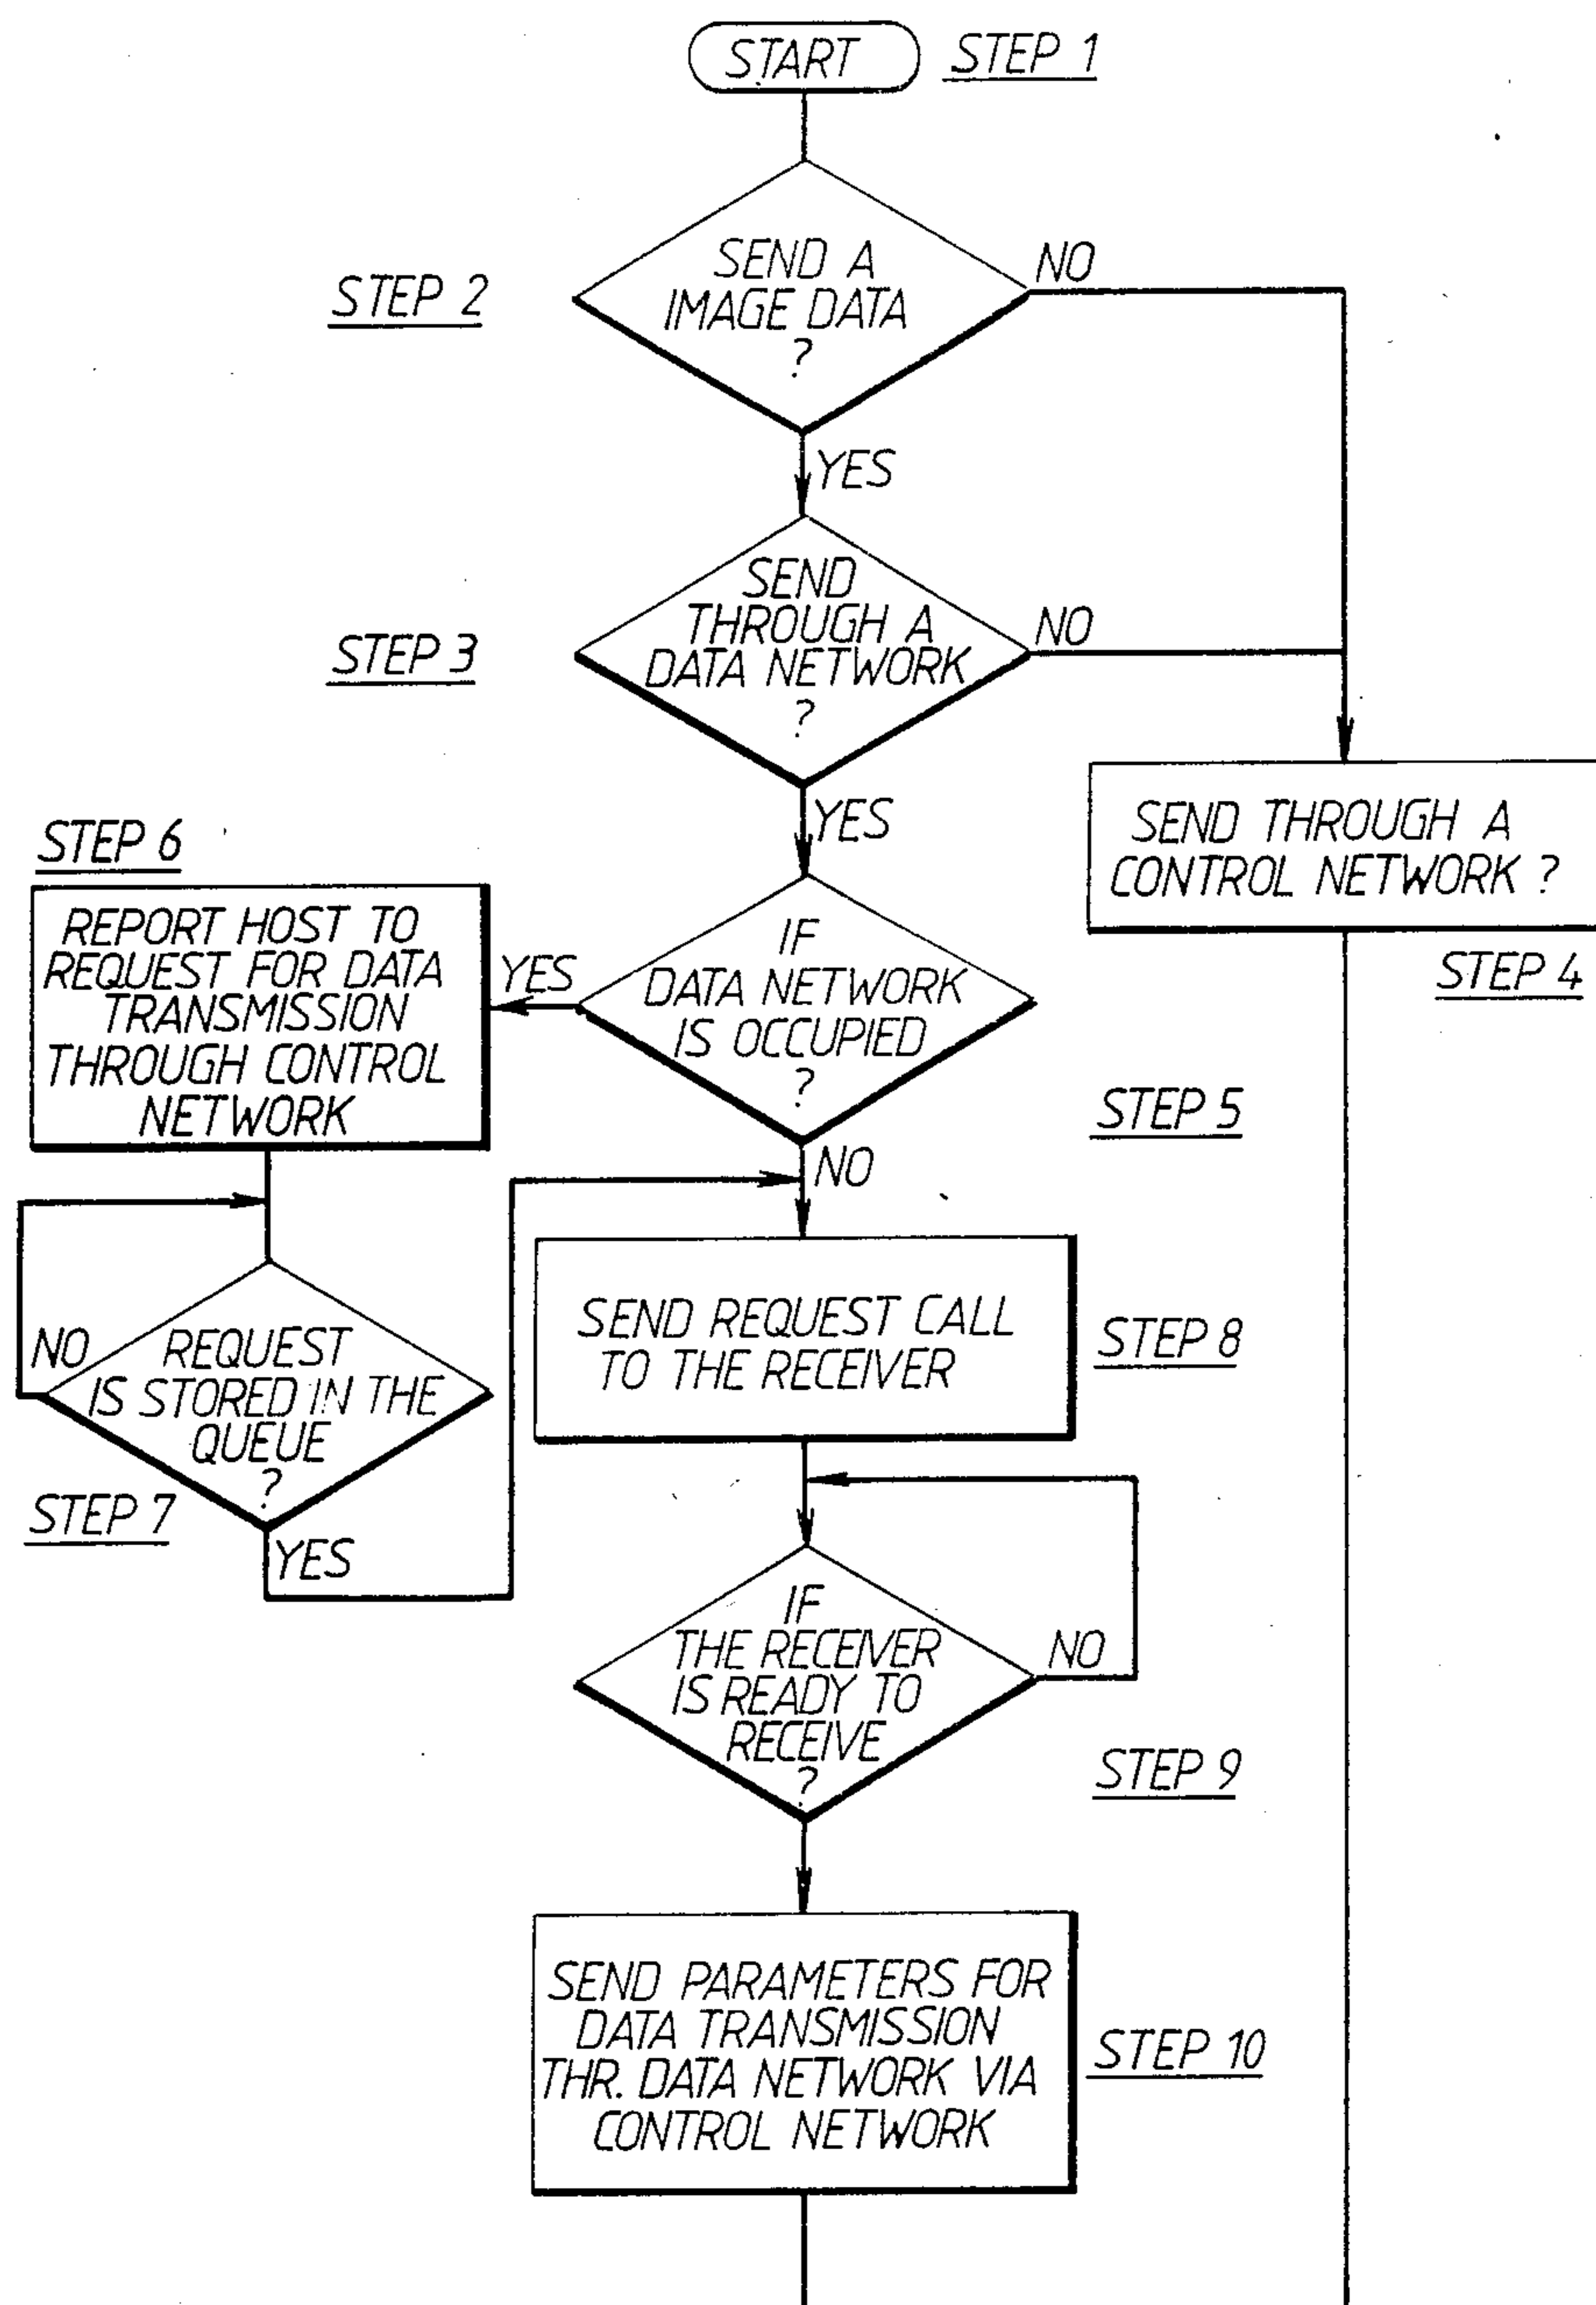 START
STEP 1
SEND A
IMAGE DATA
?
NO
STEP 2
YES
SEND
THROUGH A
DATA NETWORK
?
NO
STEP 3
YES
SEND THROUGH A
CONTROL NETWORK ?
STEP 4
STEP 6
REPORT HOST TO
REQUEST FOR DATA
TRANSMISSION
THROUGH CONTROL
NETWORK
YES
IF
DATA NETWORK
IS OCCUPIED
?
STEP 5
NO
NO
REQUEST
IS STORED IN THE
QUEUE
?
STEP 7
YES
SEND REQUEST CALL
TO THE RECEIVER
STEP 8
IF
THE RECEIVER
IS READY TO
RECEIVE
?
NO
STEP 9
SEND PARAMETERS FOR
DATA TRANSMISSION
THR. DATA NETWORK VIA
CONTROL NETWORK
STEP 10